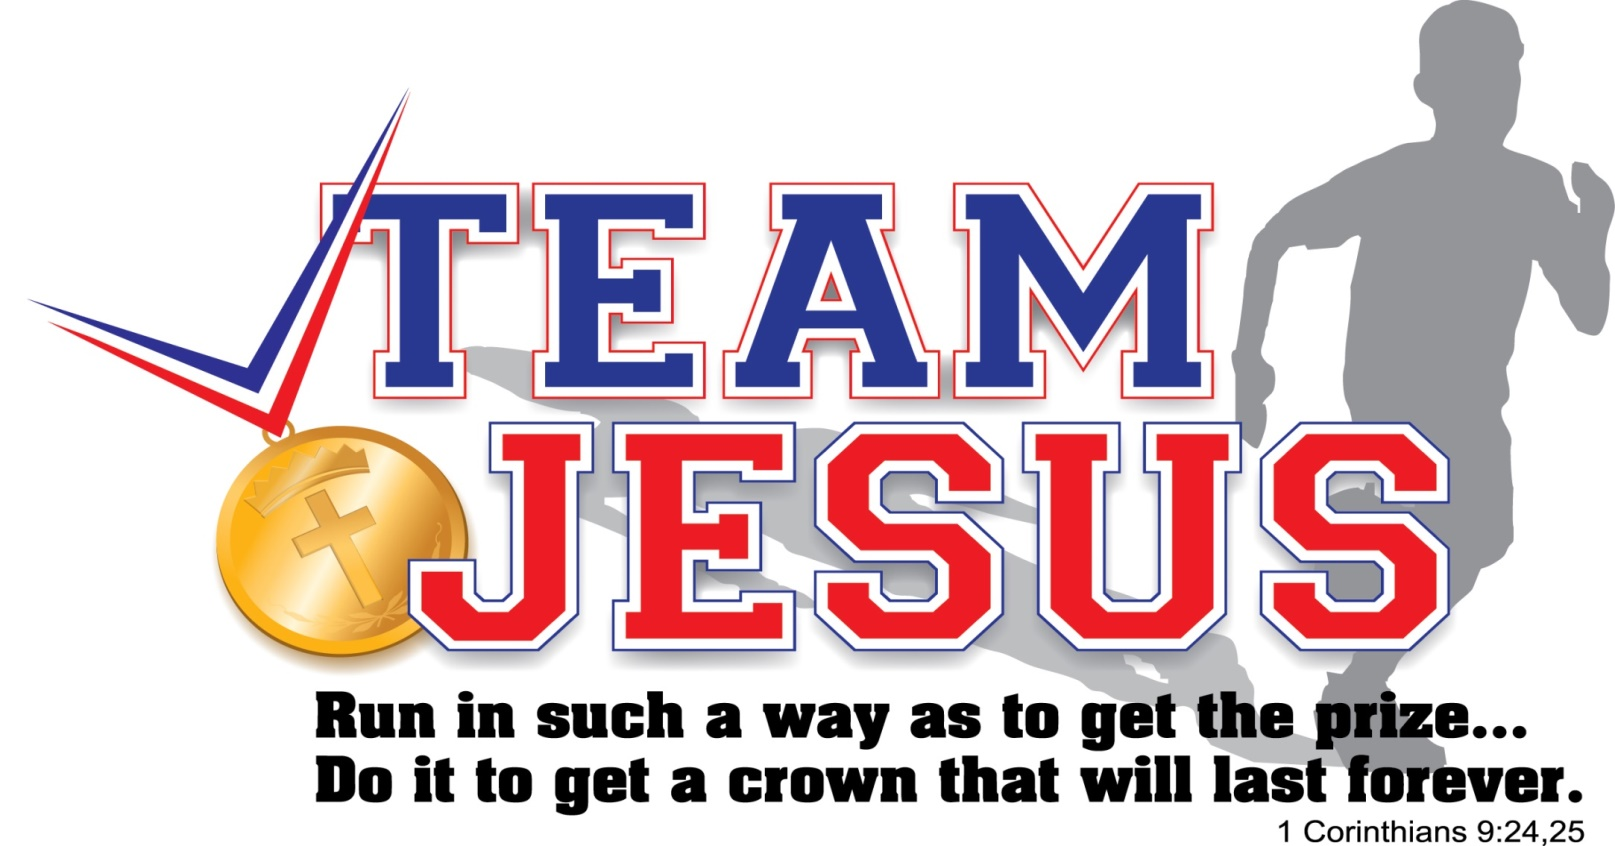 TEAM
JESUS
Run in such a way as to get the prize...
Do it to get a crown that will last forever.
1 Corinthians 9:24,25